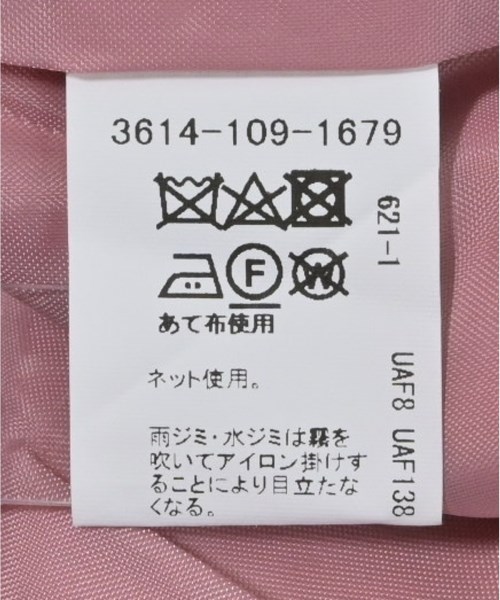 3614-109-1679
621-1
F
W
あて布使用
ネット使用。
UAF8 UAF138
雨ジミ・水ジミは霧を
吹いてアイロン掛けす
ることにより目立たな
くなる。